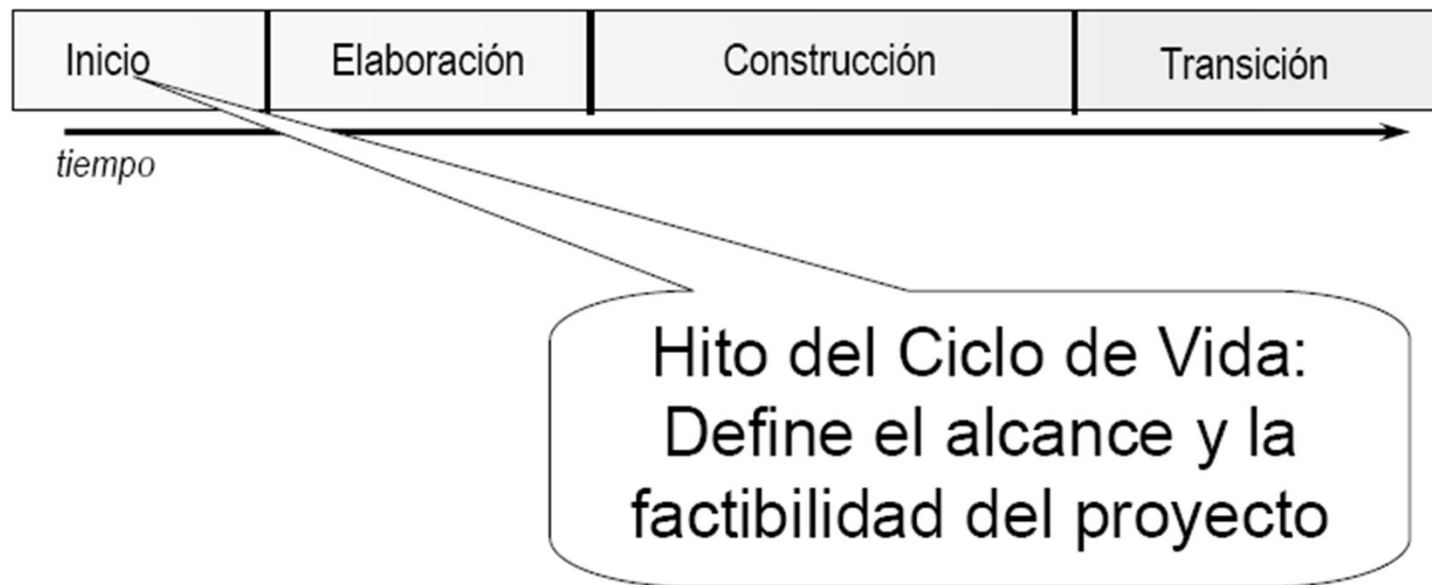 Inicio Elaboración Construcción Transición
tiempo
Hito del Ciclo de Vida:
Define el alcance y la
factibilidad del proyecto